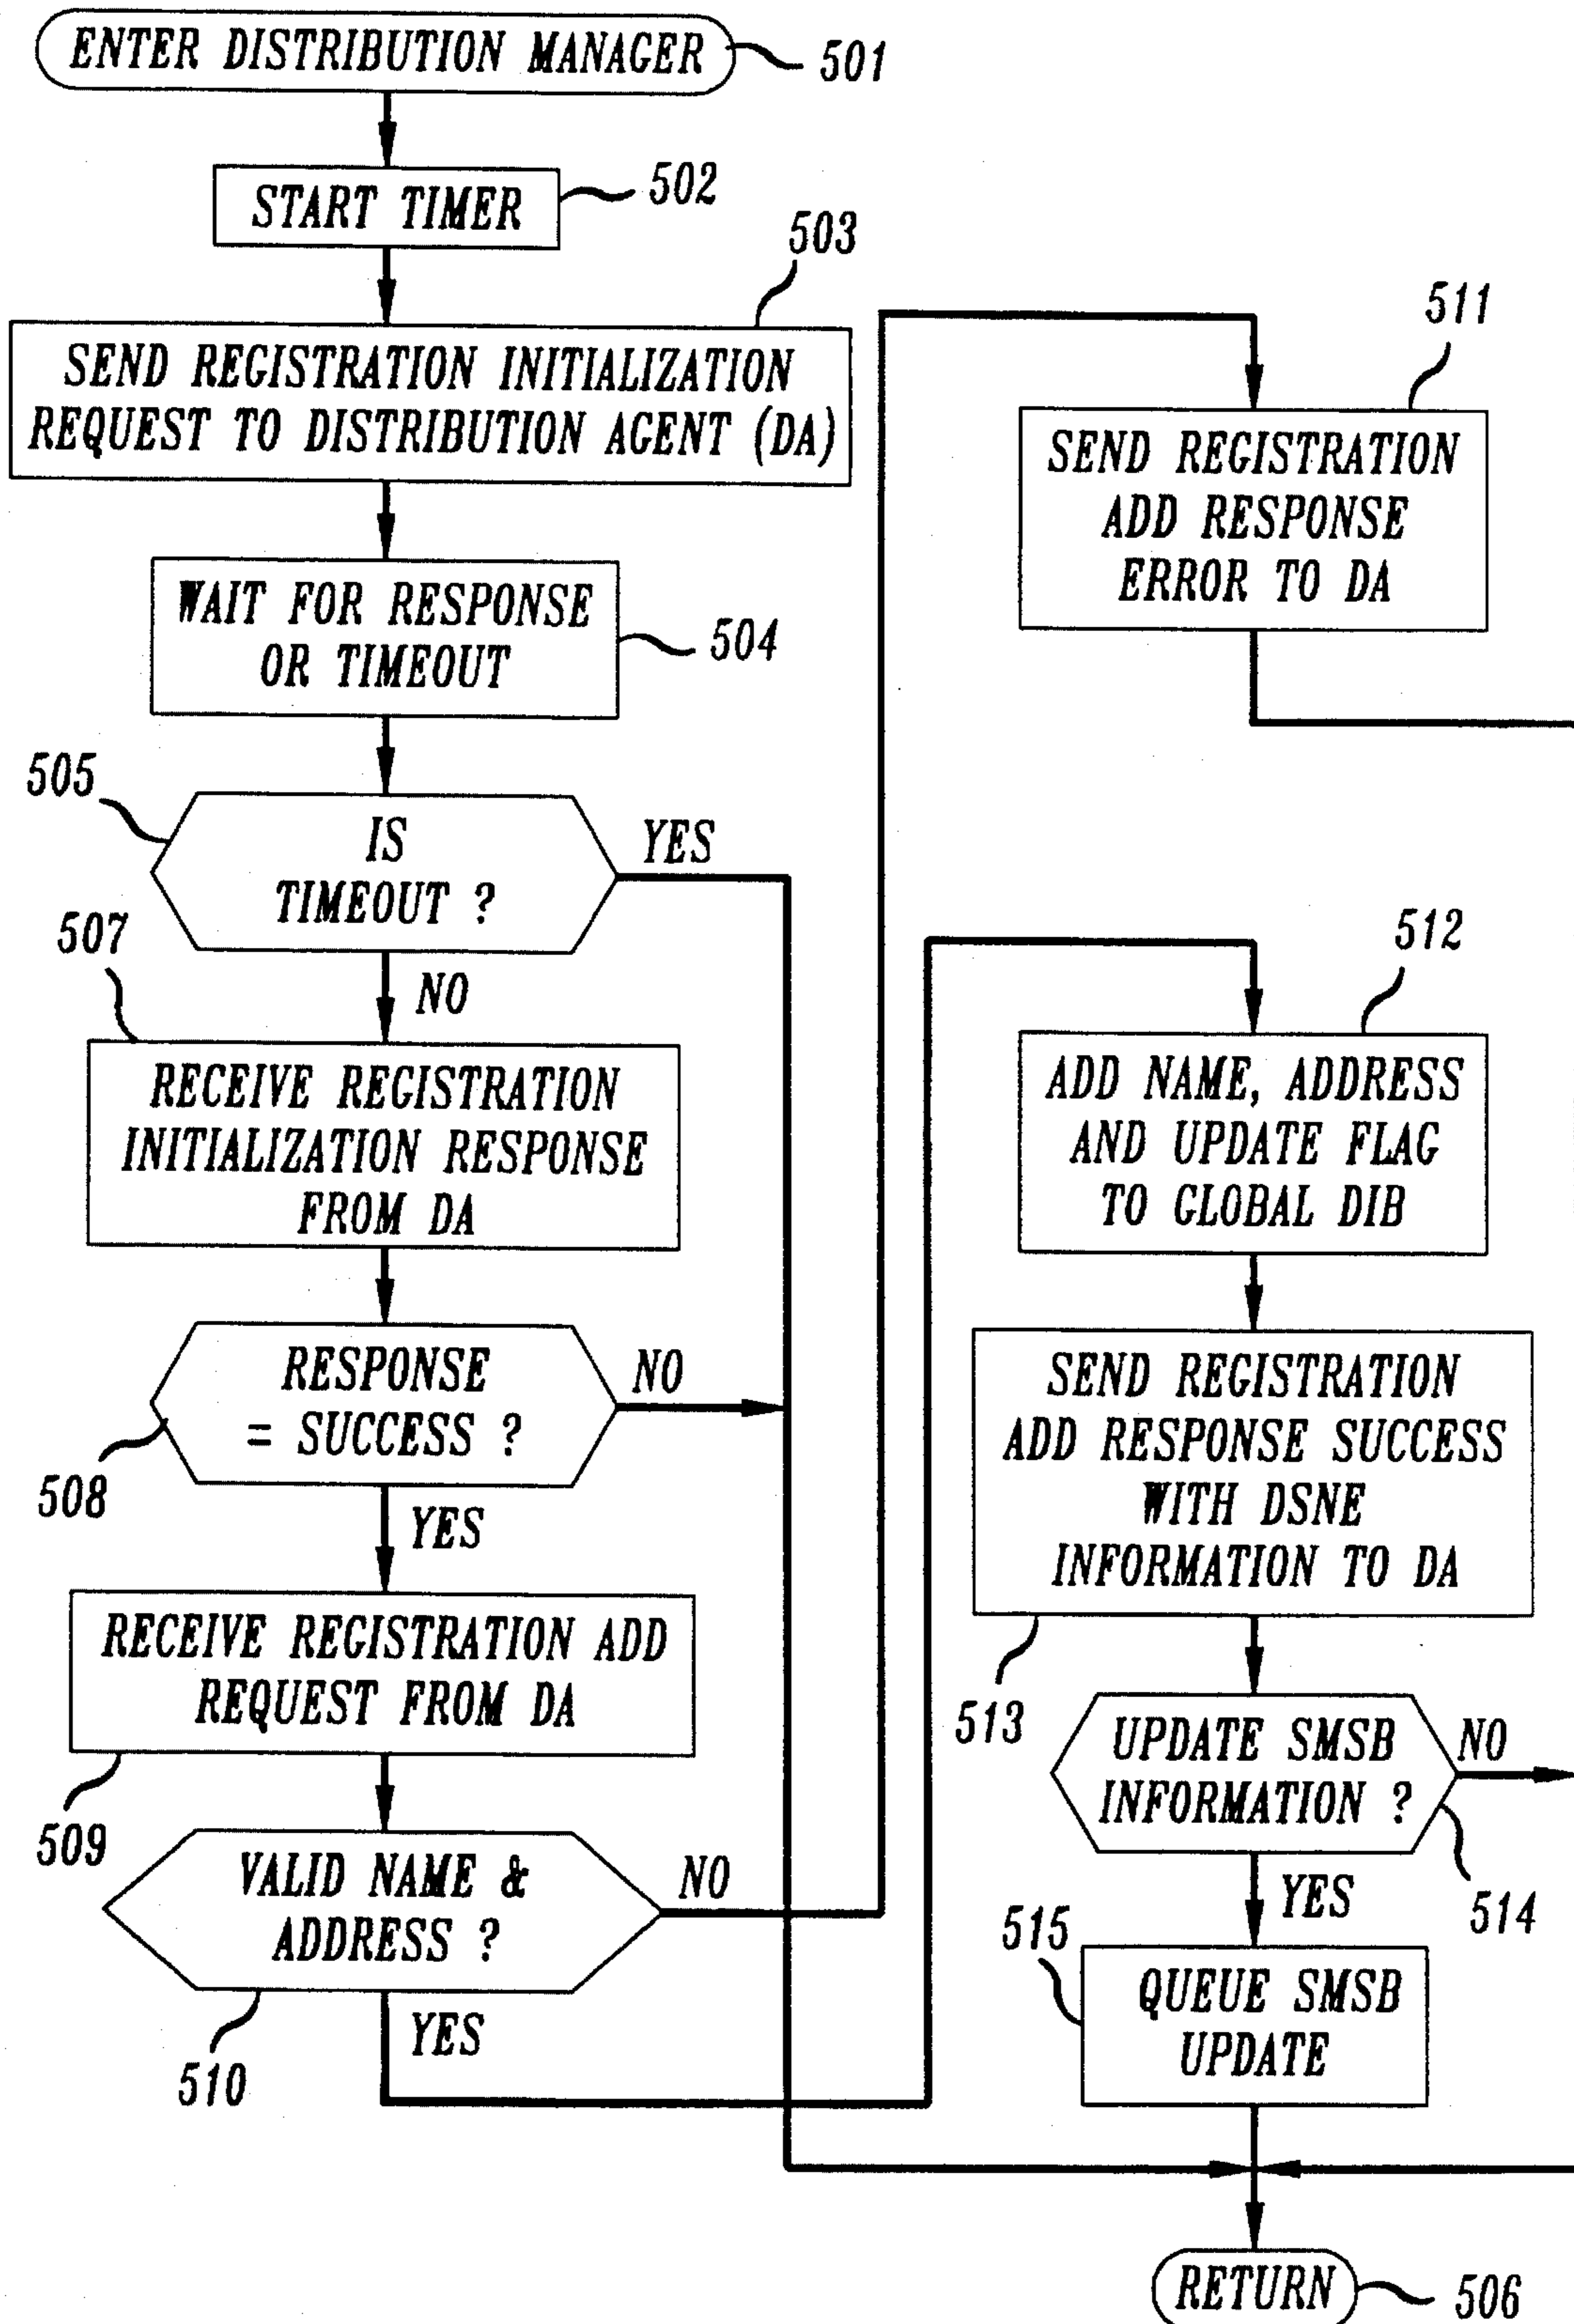 ENTER DISTRIBUTION MANAGER
501
START TIMER
502
503
SEND REGISTRATION INITIALIZATION
REQUEST TO DISTRIBUTION AGENT (DA)
WAIT FOR RESPONSE
OR TIMEOUT
504
505
IS
TIMEOUT ?
YES
NO
507
RECEIVE REGISTRATION
INITIALIZATION RESPONSE
FROM DA
RESPONSE
= SUCCESS ?
NO
508
YES
RECEIVE REGISTRATION ADD
REQUEST FROM DA
509
VALID NAME &
ADDRESS ?
NO
YES
510
511
SEND REGISTRATION
ADD RESPONSE
ERROR TO DA
512
ADD NAME, ADDRESS
AND UPDATE FLAG
TO GLOBAL DIB
SEND REGISTRATION
ADD RESPONSE SUCCESS
WITH DSNE
INFORMATION TO DA
513
UPDATE SMSB
INFORMATION ?
NO
YES
514
515
QUEUE SMSB
UPDATE
RETURN
506